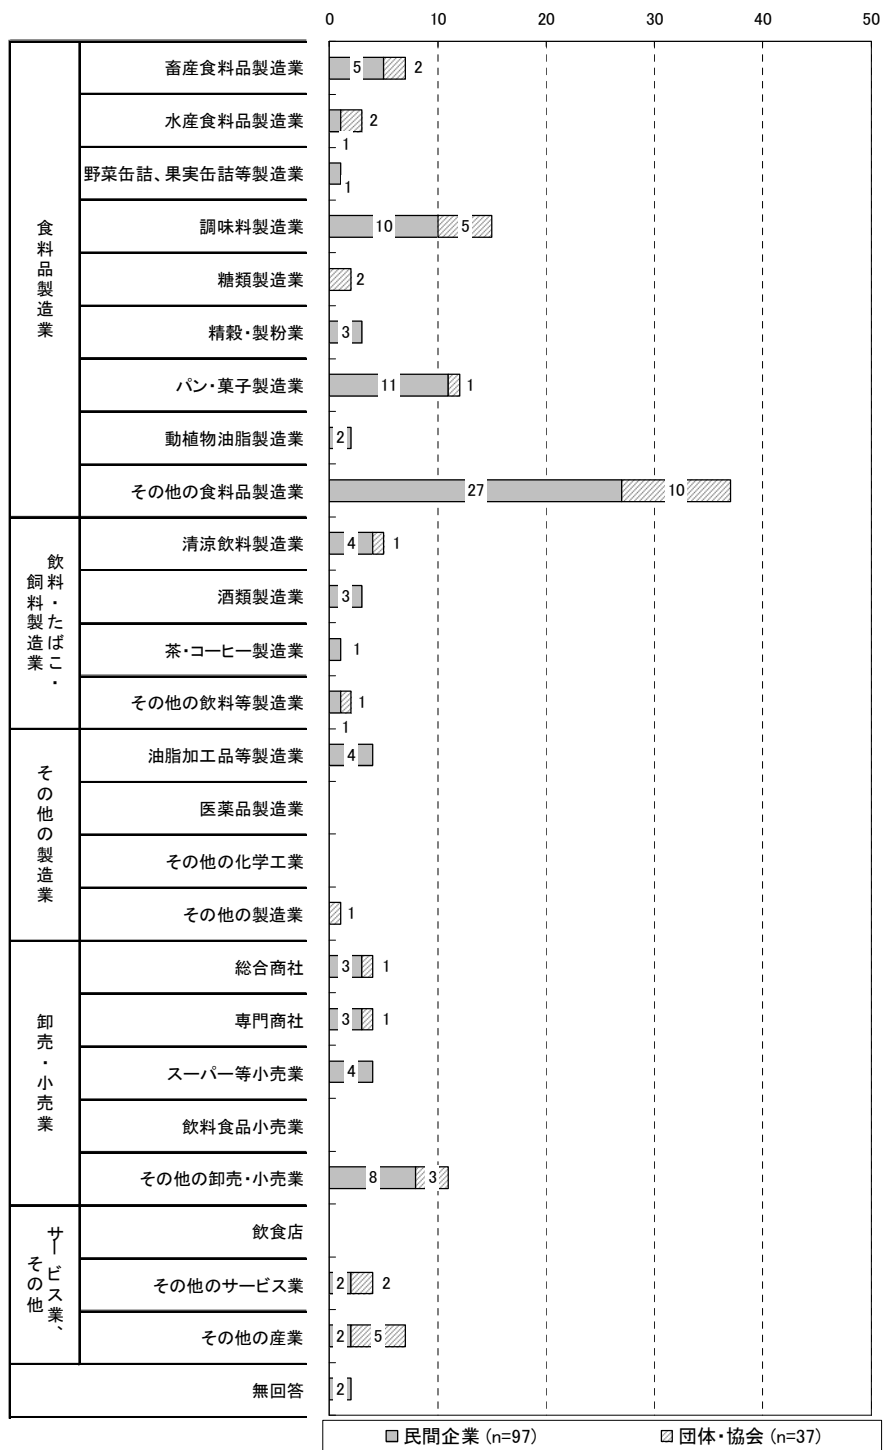 0 10 20 30 40 50
食料品製造業
畜産食料品製造業 5 2
水産食料品製造業 2
1
野菜缶詰、果実缶詰等製造業
1
調味料製造業 10 5
糖類製造業 2
精穀・製粉業 3
パン・菓子製造業 11 1
動植物油脂製造業 2
その他の食料品製造業 27 10
飲料・たばこ・
飼料製造業
清涼飲料製造業 4 1
酒類製造業 3
茶・コーヒー製造業 1
その他の飲料等製造業 1
1
その他の製造業
油脂加工品等製造業 4
医薬品製造業
その他の化学工業
その他の製造業 1
卸売・小売業
総合商社 3 1
専門商社 3 1
スーパー等小売業 4
飲料食品小売業
その他の卸売・小売業 8 3
サービス業、
その他
飲食店
その他のサービス業 2 2
その他の産業 2 5
無回答 2
民間企業 (n=97) 団体・協会 (n=37)